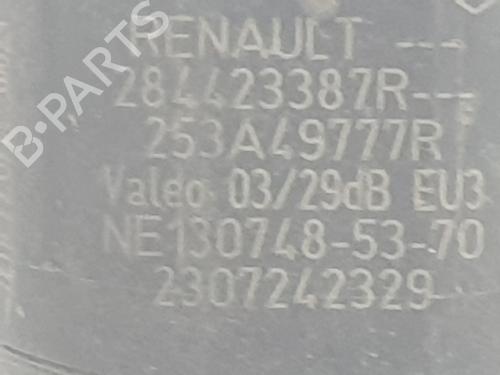 RENAULT ---
284423387R---
253A49777R
Valeo 03/29dB EU3
NE130748-53-70
2307242329
B-PARTS